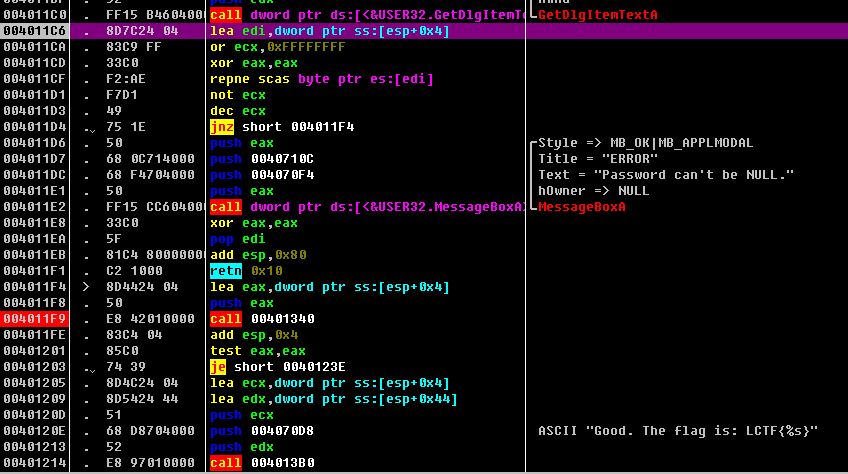 004011C0 . FF15 B4604000 call dword ptr ds:[<&USER32.GetDlgItemT GetDlgItemTextA
004011C6 . 8D7C24 04 lea edi,dword ptr ss:[esp+0x4]
004011CA . 83C9 FF or ecx,0xFFFFFFFF
004011CD . 33C0 xor eax,eax
004011CF . F2:AE repne scas byte ptr es:[edi]
004011D1 . F7D1 not ecx
004011D3 . 49 dec ecx
004011D4 . 75 1E jnz short 004011F4
004011D6 . 50 push eax Style => MB_OK|MB_APPLMODAL
004011D7 . 68 0C714000 push 0040710C Title = "ERROR"
004011DC . 68 F4704000 push 004070F4 Text = "Password can't be NULL."
004011E1 . 50 push eax hOwner => NULL
004011E2 . FF15 CC604000 call dword ptr ds:[<&USER32.MessageBoxA> MessageBoxA
004011E8 . 33C0 xor eax,eax
004011EA . 5F pop edi
004011EB . 81C4 80000000 add esp,0x80
004011F1 . C2 1000 retn 0x10
004011F4 > 8D4424 04 lea eax,dword ptr ss:[esp+0x4]
004011F8 . 50 push eax
004011F9 . E8 42010000 call 00401340
004011FE . 83C4 04 add esp,0x4
00401201 . 85C0 test eax,eax
00401203 . 74 39 je short 0040123E
00401205 . 8D4C24 04 lea ecx,dword ptr ss:[esp+0x4]
00401209 . 8D5424 44 lea edx,dword ptr ss:[esp+0x44]
0040120D . 51 push ecx
0040120E . 68 D8704000 push 004070D8 ASCII "Good. The flag is: LCTF{%s}"
00401213 . 52 push edx
00401214 . E8 97010000 call 004013B0